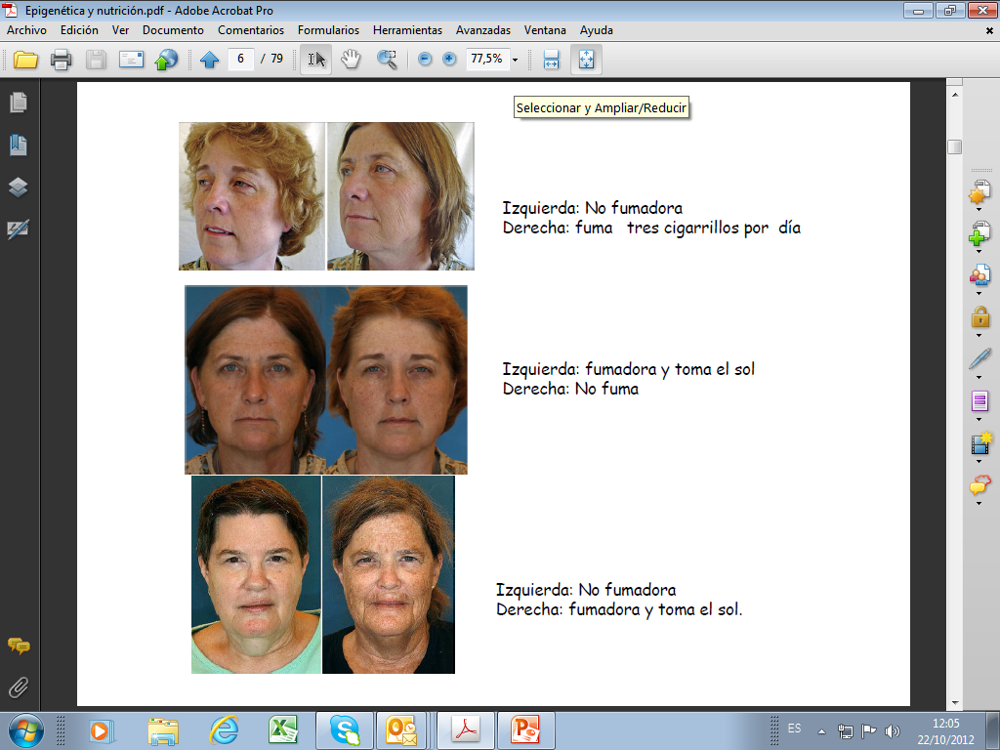 Epigenética y nutrición.pdf - Adobe Acrobat Pro
Archivo Edición Ver Documento Comentarios Formularios Herramientas Avanzadas Ventana Ayuda
6 / 79 77,5%
Seleccionar y Ampliar/Reducir
Izquierda: No fumadora
Derecha: fuma tres cigarrillos por día
Izquierda: fumadora y toma el sol
Derecha: No fuma
Izquierda: No fumadora
Derecha: fumadora y toma el sol.
ES
12:05
22/10/2012